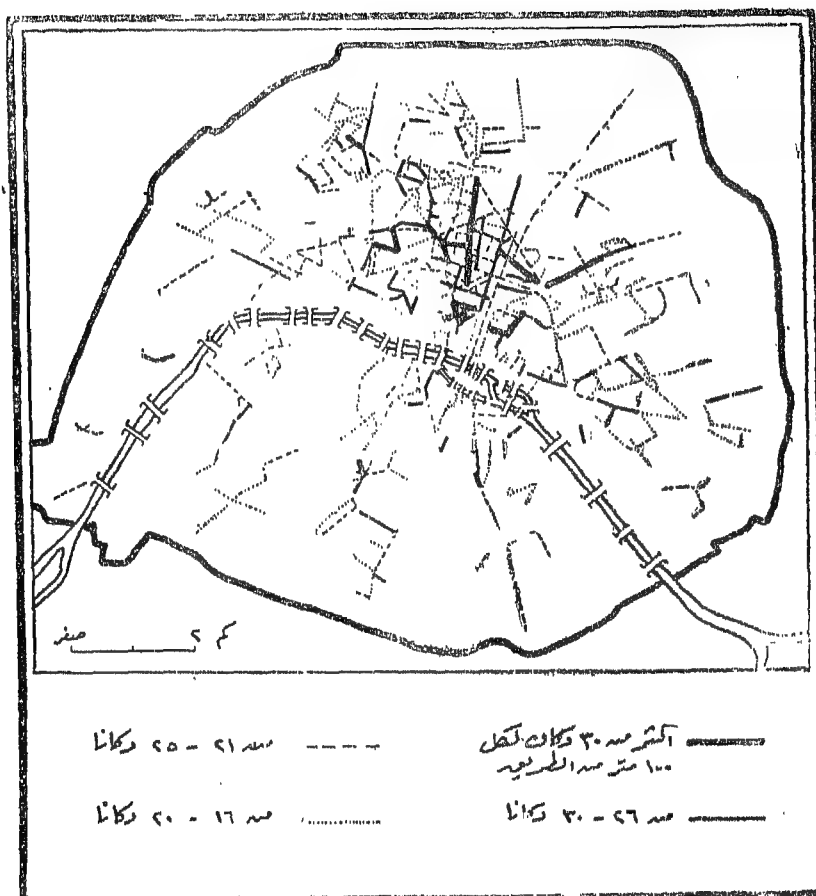 صفر ٢ كم
أكثر من ٣٠ دكان لكل
١٠٠ متر من الطريق
من ٢١ – ٢٥ دكانا
من ٢٦ – ٣٠ دكانا
من ١٦ – ٢٠ دكانا